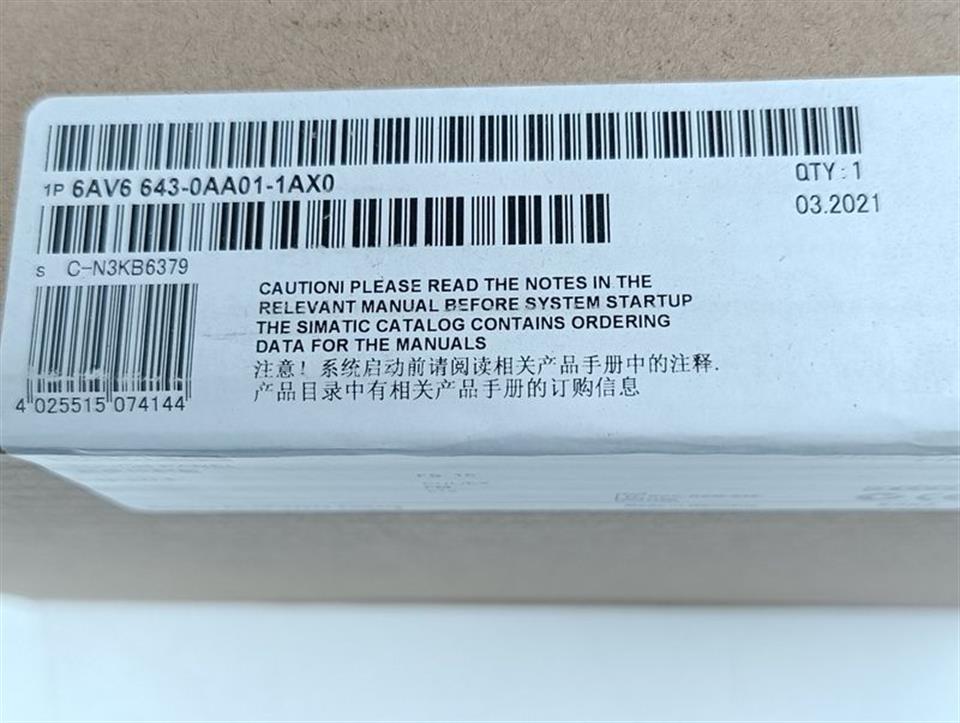 1P 6AV6 643-0AA01-1AX0
QTY : 1
03.2021
S C-N3KB6379
4 025515 074144
CAUTION! PLEASE READ THE NOTES IN THE
RELEVANT MANUAL BEFORE SYSTEM STARTUP
THE SIMATIC CATALOG CONTAINS ORDERING
DATA FOR THE MANUALS
注意！系统启动前请阅读相关产品手册中的注释.
产品目录中有相关产品手册的订购信息